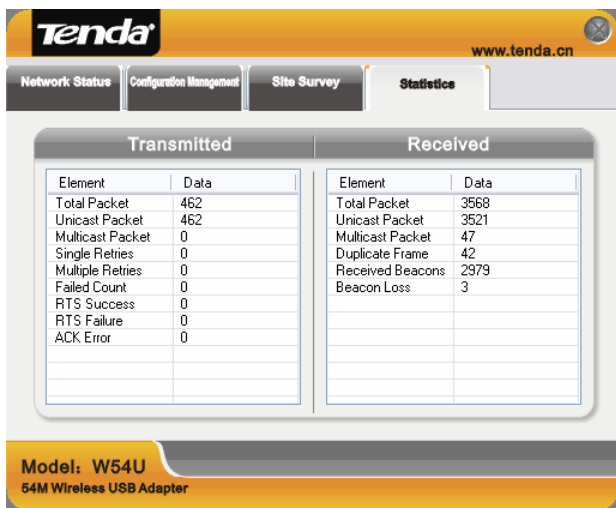 Tenda
www.tenda.cn
Network Status Configuration Management Site Survey Statistics
Transmitted Received
Element Data Element Data
Total Packet 462 Total Packet 3568
Unicast Packet 462 Unicast Packet 3521
Multicast Packet 0 Multicast Packet 47
Single Retries 0 Duplicate Frame 42
Multiple Retries 0 Received Beacons 2979
Failed Count 0 Beacon Loss 3
RTS Success 0
RTS Failure 0
ACK Error 0
Model: W54U
54M Wireless USB Adapter